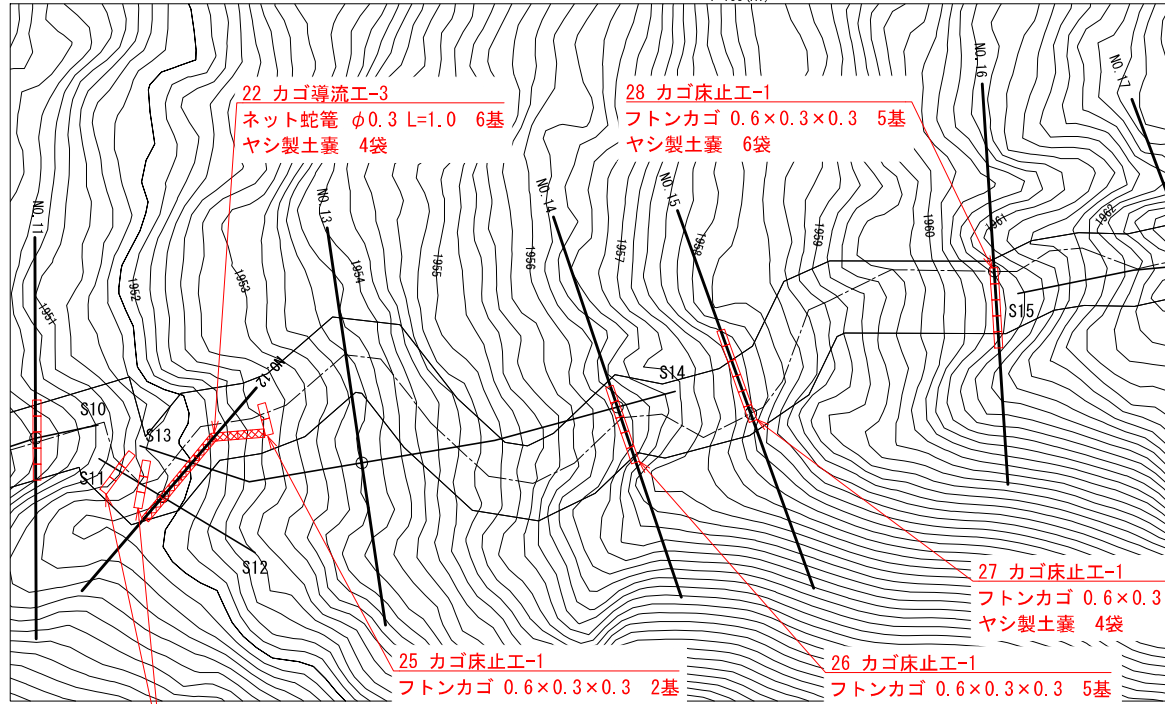 22 カゴ導流工-3
ネット蛇篭 φ0.3 L=1.0 6基
ヤシ製土嚢 4袋
28 カゴ床止工-1
フトンカゴ 0.6×0.3×0.3 5基
ヤシ製土嚢 6袋
NO.11
NO.12
NO.13
NO.14
NO.15
NO.16
NO.17
1951
1952
1953
1954
1955
1956
1957
1958
1959
1960
1961
1962
S10
S11
S13
S12
S14
S15
27 カゴ床止工-1
フトンカゴ 0.6×0.3
ヤシ製土嚢 4袋
25 カゴ床止工-1
フトンカゴ 0.6×0.3×0.3 2基
26 カゴ床止工-1
フトンカゴ 0.6×0.3×0.3 5基